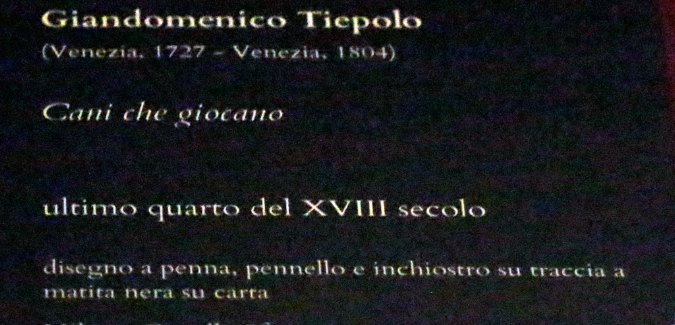 Giandomenico Tiepolo
(Venezia, 1727 - Venezia, 1804)
Cani che giocano
ultimo quarto del XVIII secolo
disegno a penna, pennello e inchiostro su traccia a
matita nera su carta